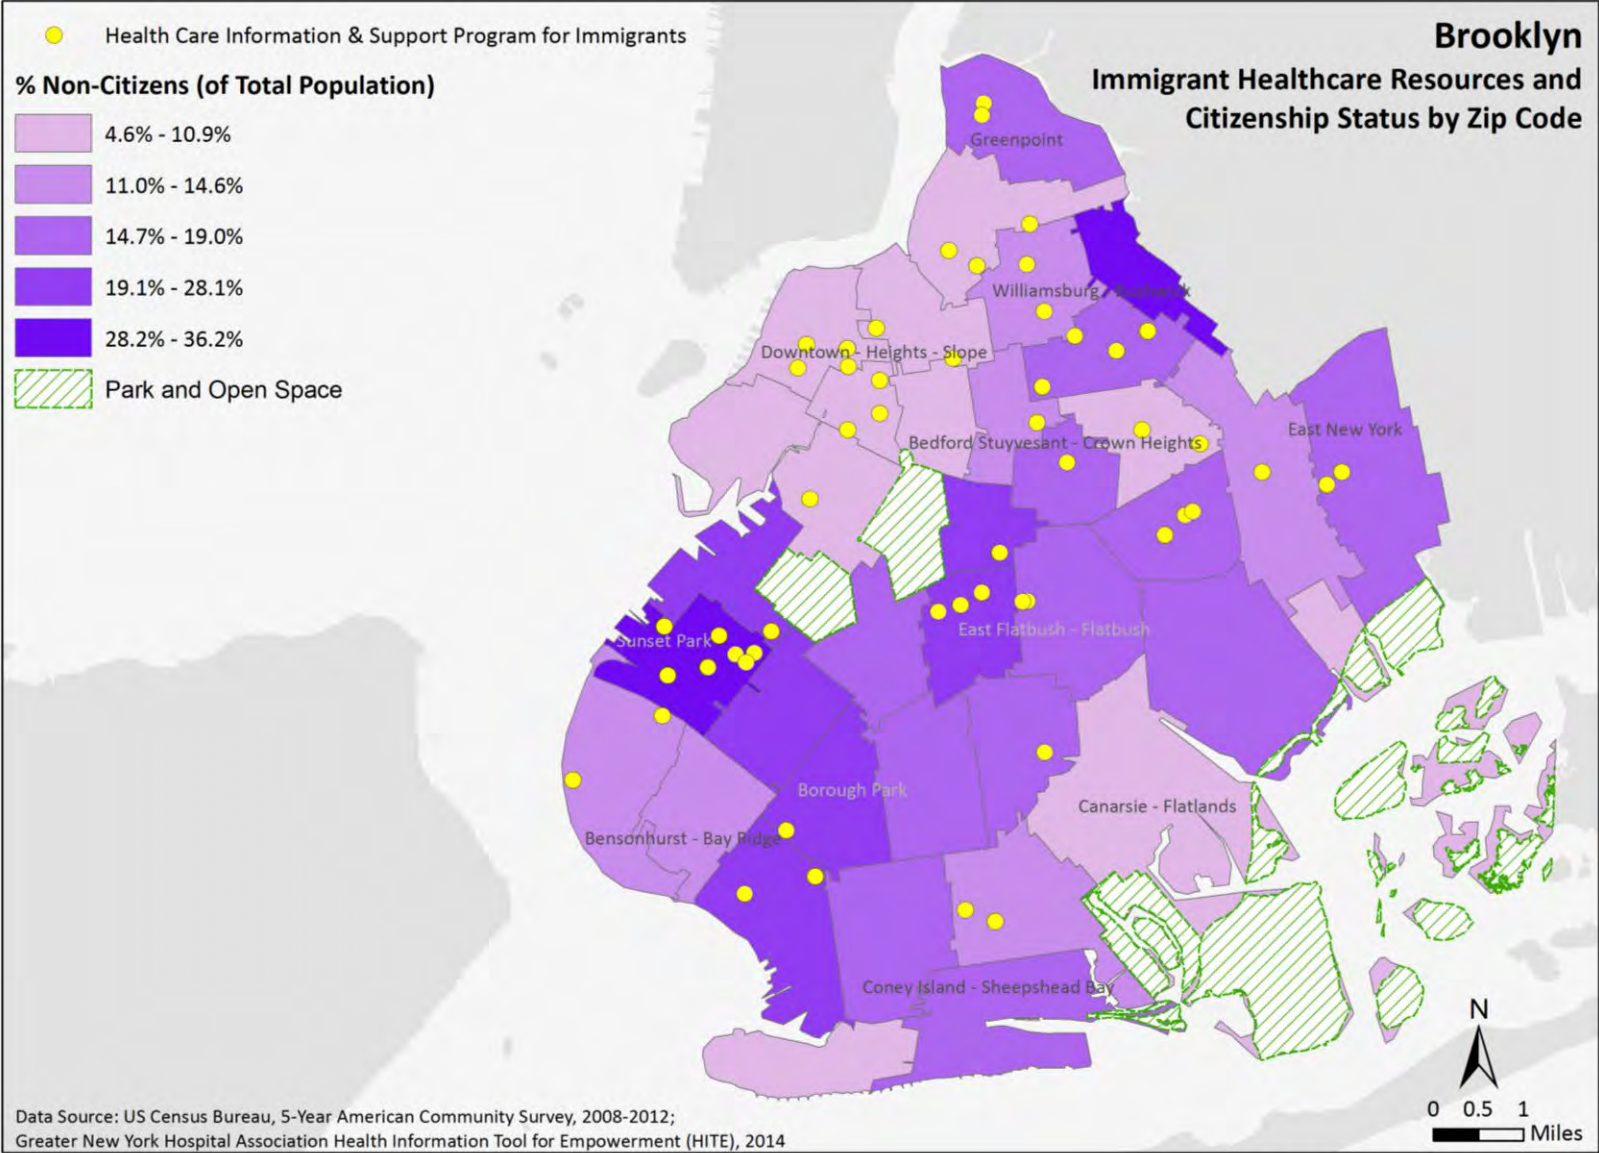 Health Care Information & Support Program for Immigrants
% Non-Citizens (of Total Population)
4.6% - 10.9%
11.0% - 14.6%
14.7% - 19.0%
19.1% - 28.1%
28.2% - 36.2%
Park and Open Space
Brooklyn
Immigrant Healthcare Resources and
Citizenship Status by Zip Code
Greenpoint
Williamsburg - Bushwick
Downtown - Heights - Slope
Bedford Stuyvesant - Crown Heights
East New York
Sunset Park
East Flatbush - Flatbush
Borough Park
Canarsie - Flatlands
Bensonhurst - Bay Ridge
Coney Island - Sheepshead Bay
N
0 0.5 1
Miles
Data Source: US Census Bureau, 5-Year American Community Survey, 2008-2012;
Greater New York Hospital Association Health Information Tool for Empowerment (HITE), 2014